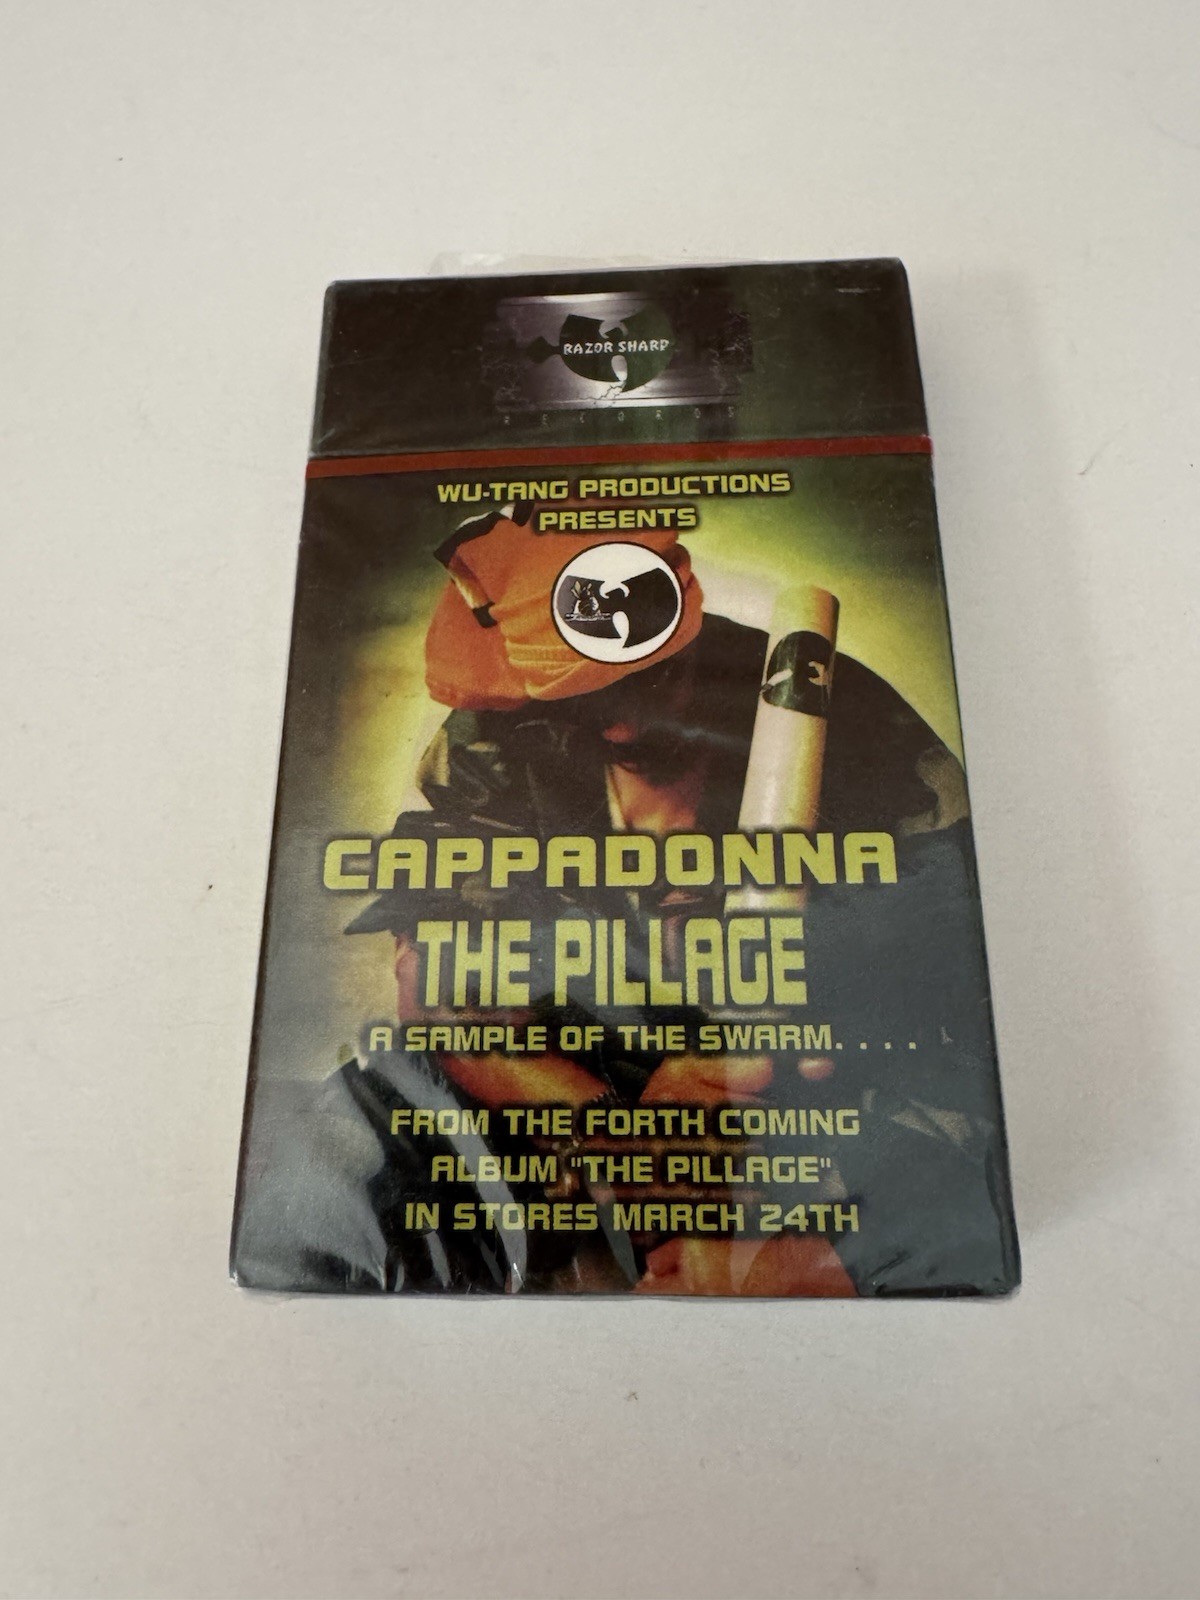 RAZOR SHARP
RECORDS
WU-TANG PRODUCTIONS
PRESENTS
CAPPADONNA
THE PILLAGE
A SAMPLE OF THE SWARM. . . .
FROM THE FORTH COMING
ALBUM "THE PILLAGE"
IN STORES MARCH 24TH